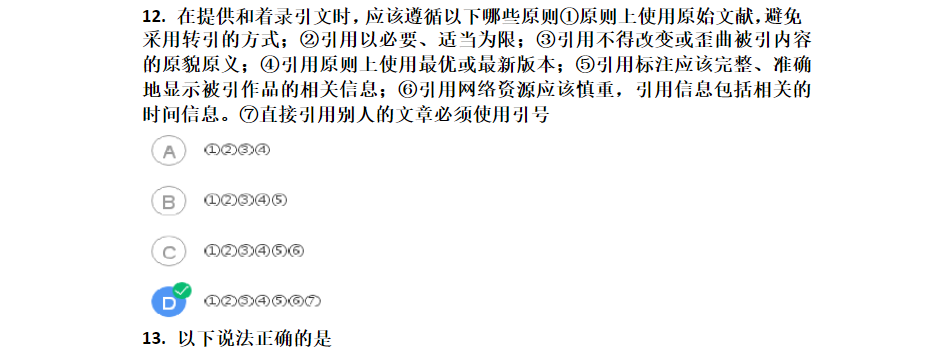 12. 在提供和着录引文时，应该遵循以下哪些原则①原则上使用原始文献，避免
采用转引的方式；②引用以必要、适当为限；③引用不得改变或歪曲被引内容
的原貌原义；④引用原则上使用最优或最新版本；⑤引用标注应该完整、准确
地显示被引作品的相关信息；⑥引用网络资源应该慎重，引用信息包括相关的
时间信息。⑦直接引用别人的文章必须使用引号
A ①②③④
B ①②③④⑤
C ①②③④⑤⑥
D ①②③④⑤⑥⑦
13. 以下说法正确的是